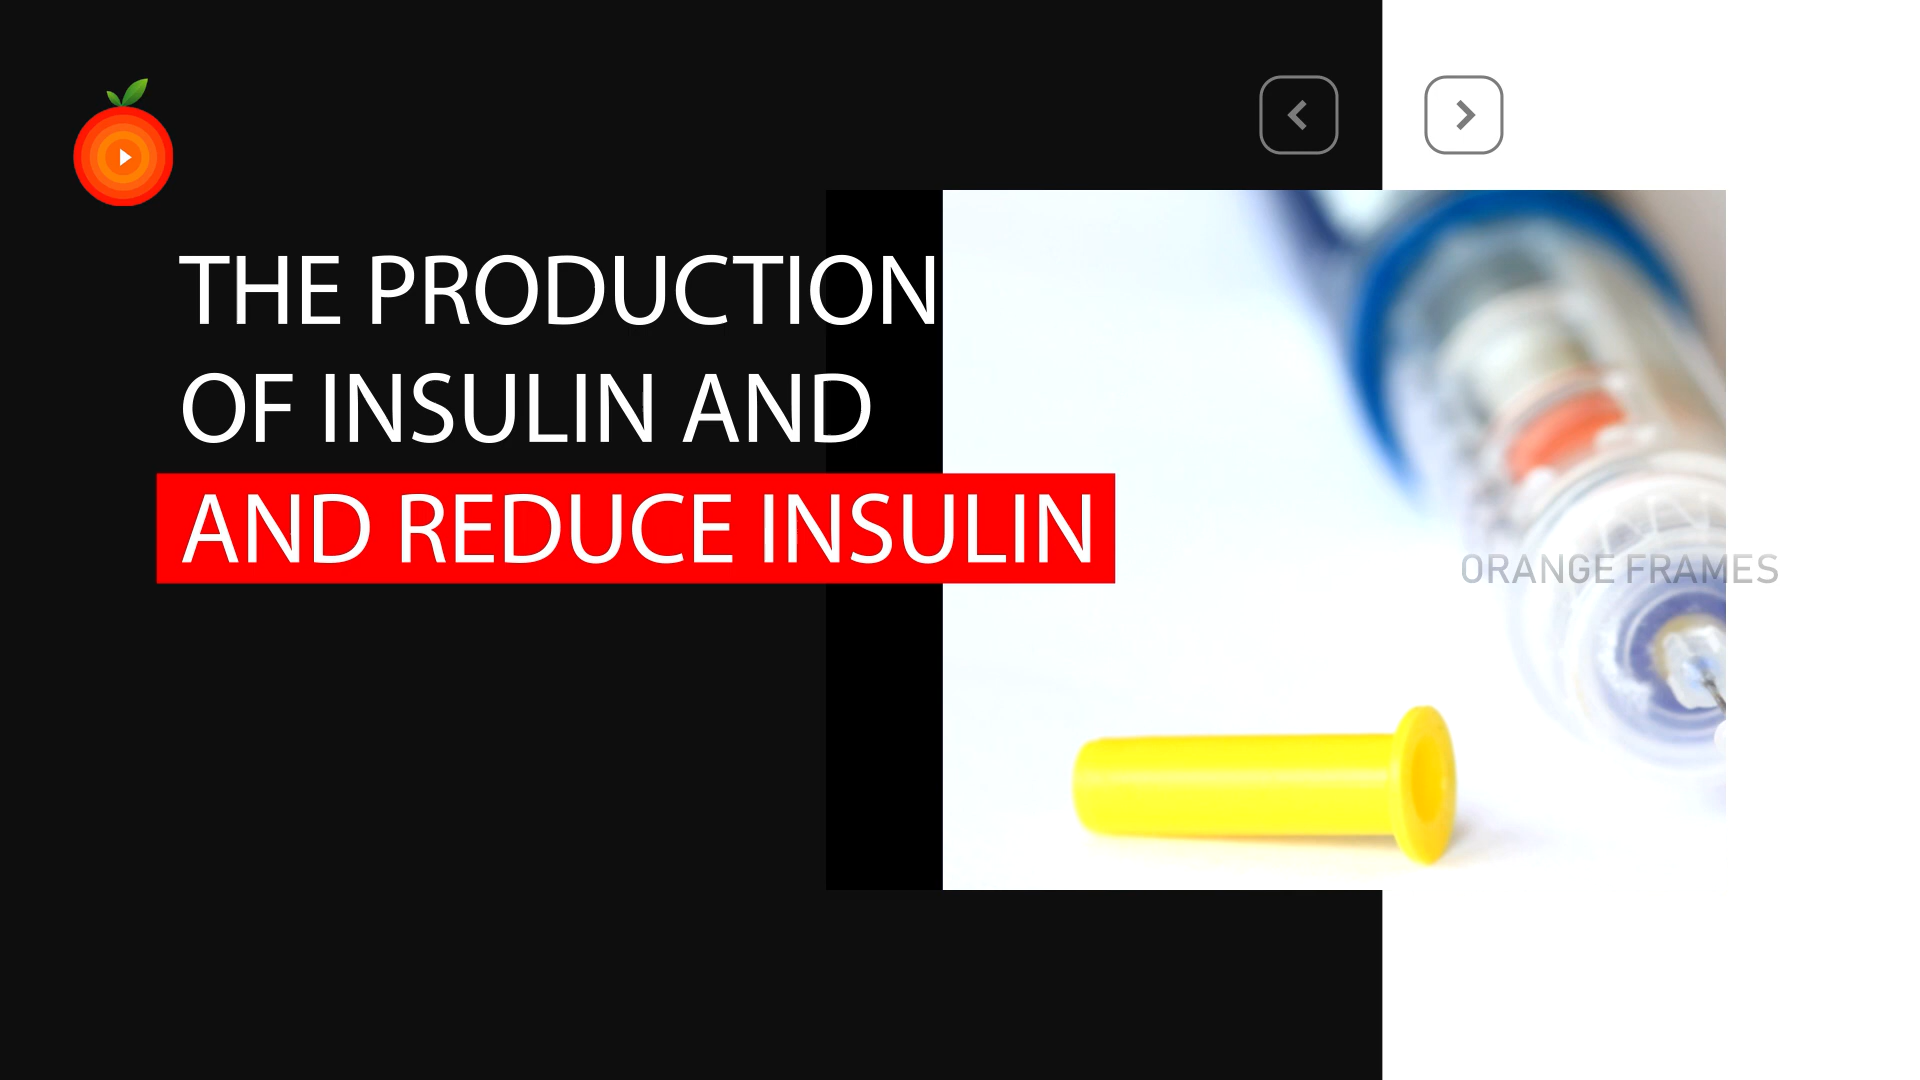 THE PRODUCTION
OF INSULIN AND
AND REDUCE INSULIN
ORANGE FRAMES